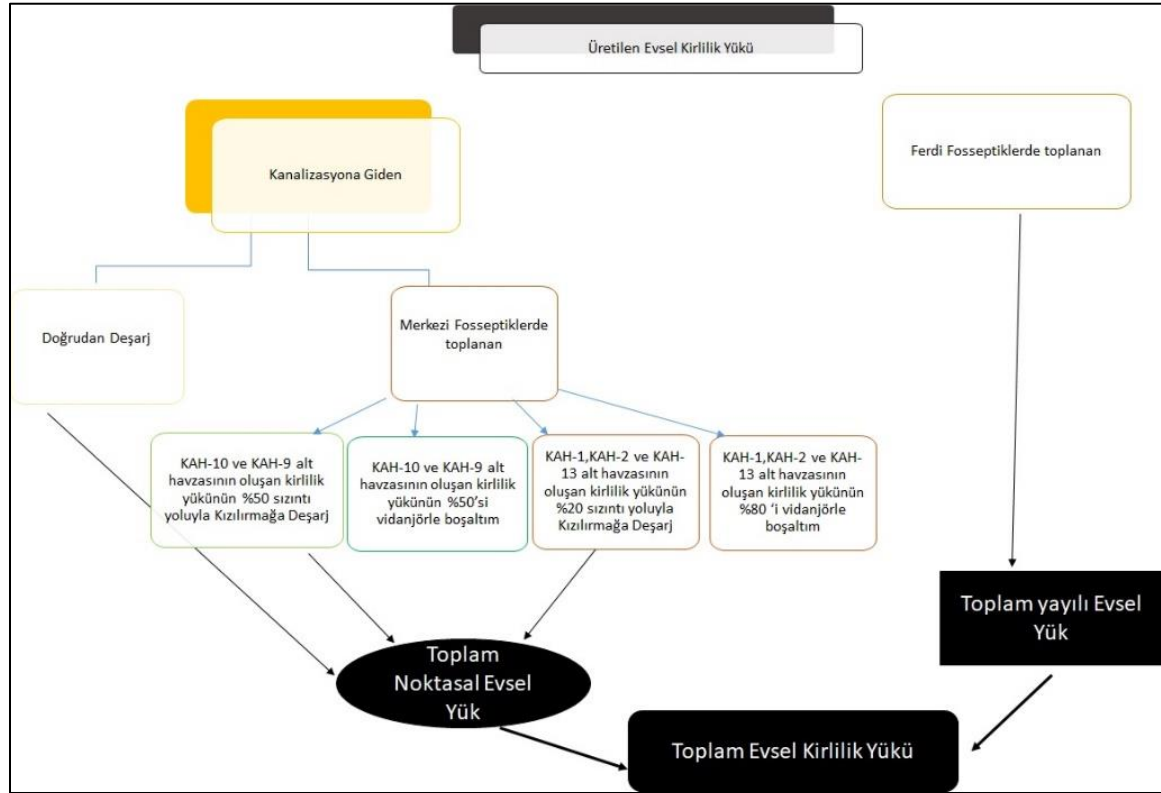 Üretilen Evsel Kirlilik Yükü
Kanalizasyona Giden
Ferdi Fosseptiklerde toplanan
Doğrudan Deşarj
Merkezi Fosseptiklerde
toplanan
KAH-10 ve KAH-9 alt
havzasının oluşan kirlilik
yükünün %50 sızıntı
yoluyla Kızılırmağa Deşarj
KAH-10 ve KAH-9 alt
havzasının oluşan kirlilik
yükünün %50’si
vidanjörle boşaltım
KAH-1,KAH-2 ve KAH-
13 alt havzasının
oluşan kirlilik yükünün
%20 sızıntı yoluyla
Kızılırmağa Deşarj
KAH-1,KAH-2 ve KAH-
13 alt havzasının
oluşan kirlilik yükünün
%80 ‘i vidanjörle
boşaltım
Toplam
Noktasal Evsel
Yük
Toplam yayılı Evsel
Yük
Toplam Evsel Kirlilik Yükü